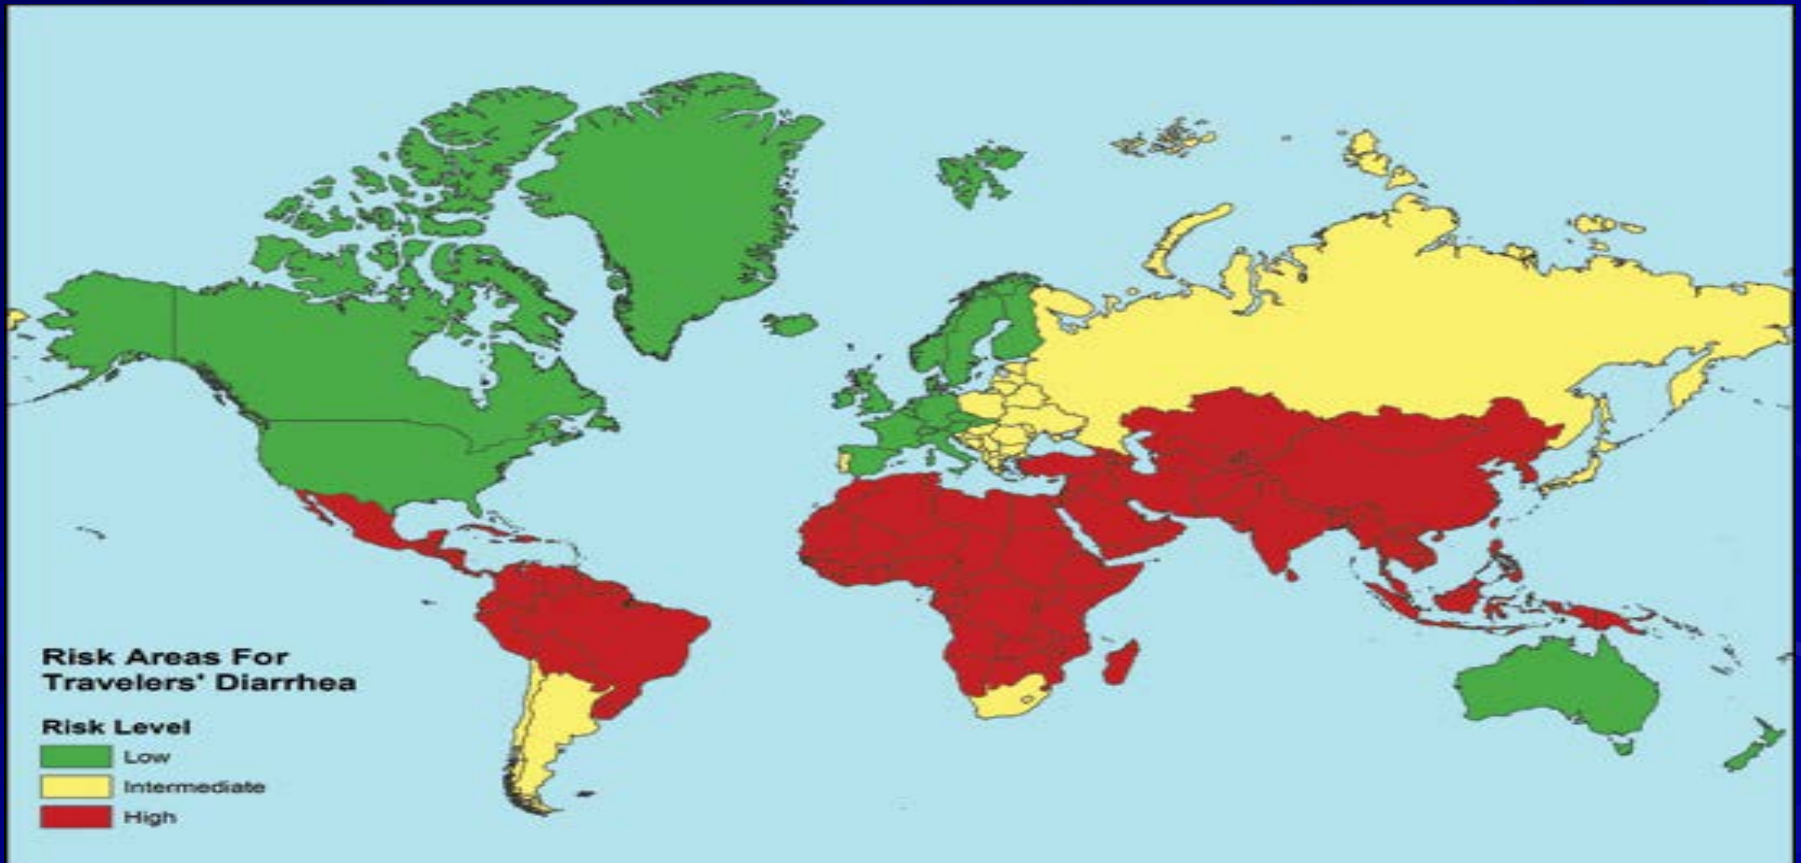 Risk Areas For
Travelers' Diarrhea
Risk Level
Low
Intermediate
High